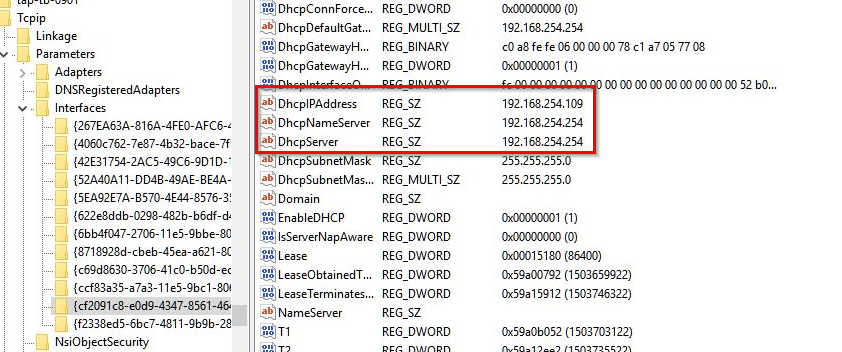 tap-tb-0901
Tcpip
Linkage
Parameters
Adapters
DNSRegisteredAdapters
Interfaces
{267EA63A-816A-4FE0-AFC6-4
{4060c762-7e87-4b32-bace-7f
{42E31754-2AC5-49C6-9D1D-1
{52A40A11-DD4B-49AE-BE4A-
{5EA92E7A-B570-4E44-8576-35
{622e8ddb-0298-482b-b6df-d4
{6bb4f047-2706-11e5-9bbe-80
{8718928d-cbeb-45ea-a621-80
{c69d8630-3706-41c0-b50d-ec
{ccf83a35-a7a3-11e5-9bc1-806
{cf2091c8-e0d9-4347-8561-464
{f2338ed5-6bc7-4811-9b9b-28
NsiObjectSecurity
DhcpConnForce... REG_DWORD 0x00000000 (0)
DhcpDefaultGat... REG_MULTI_SZ 192.168.254.254
DhcpGatewayH... REG_BINARY c0 a8 fe fe 06 00 00 00 78 c1 a7 05 77 08
DhcpGatewayH... REG_DWORD 0x00000001 (1)
DhcpInterfaceO... REG_BINARY fc 00 00 00 00 00 00 00 00 00 00 00 00 00 00 00 52 b0...
DhcpIPAddress REG_SZ 192.168.254.109
DhcpNameServer REG_SZ 192.168.254.254
DhcpServer REG_SZ 192.168.254.254
DhcpSubnetMask REG_SZ 255.255.255.0
DhcpSubnetMas... REG_MULTI_SZ 255.255.255.0
Domain REG_SZ
EnableDHCP REG_DWORD 0x00000001 (1)
IsServerNapAware REG_DWORD 0x00000000 (0)
Lease REG_DWORD 0x00015180 (86400)
LeaseObtainedT... REG_DWORD 0x59a00792 (1503659922)
LeaseTerminates... REG_DWORD 0x59a15912 (1503746322)
NameServer REG_SZ
T1 REG_DWORD 0x59a0b052 (1503703122)
T2 REG_DWORD 0x59a12ee2 (1503735522)